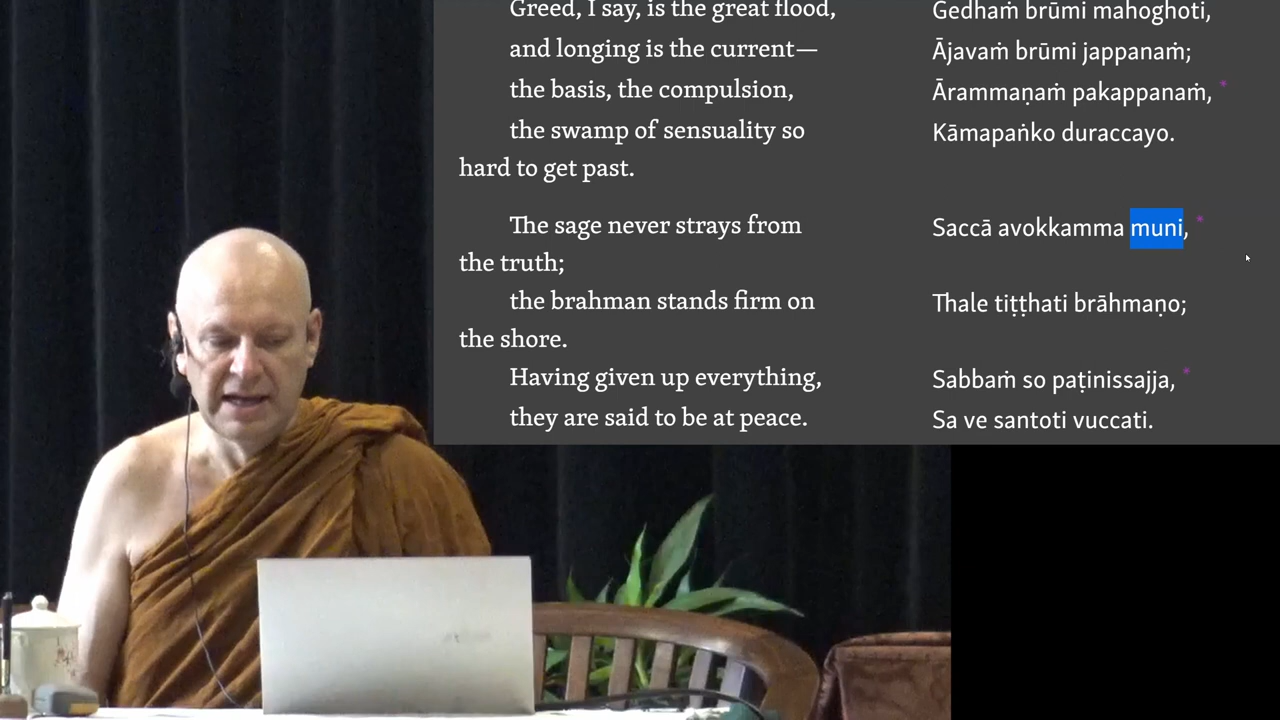 Greed, I say, is the great flood,
and longing is the current—
the basis, the compulsion,
the swamp of sensuality so
hard to get past.
The sage never strays from
the truth;
the brahman stands firm on
the shore.
Having given up everything,
they are said to be at peace.
Gedhaṁ brūmi mahoghoti,
Ājavaṁ brūmi jappanaṁ;
Ārammaṇaṁ pakappanaṁ, *
Kāmapaṅko duraccayo.
Saccā avokkamma muni, *
Thale tiṭṭhati brāhmaṇo;
Sabbaṁ so paṭinissajja, *
Sa ve santoti vuccati.